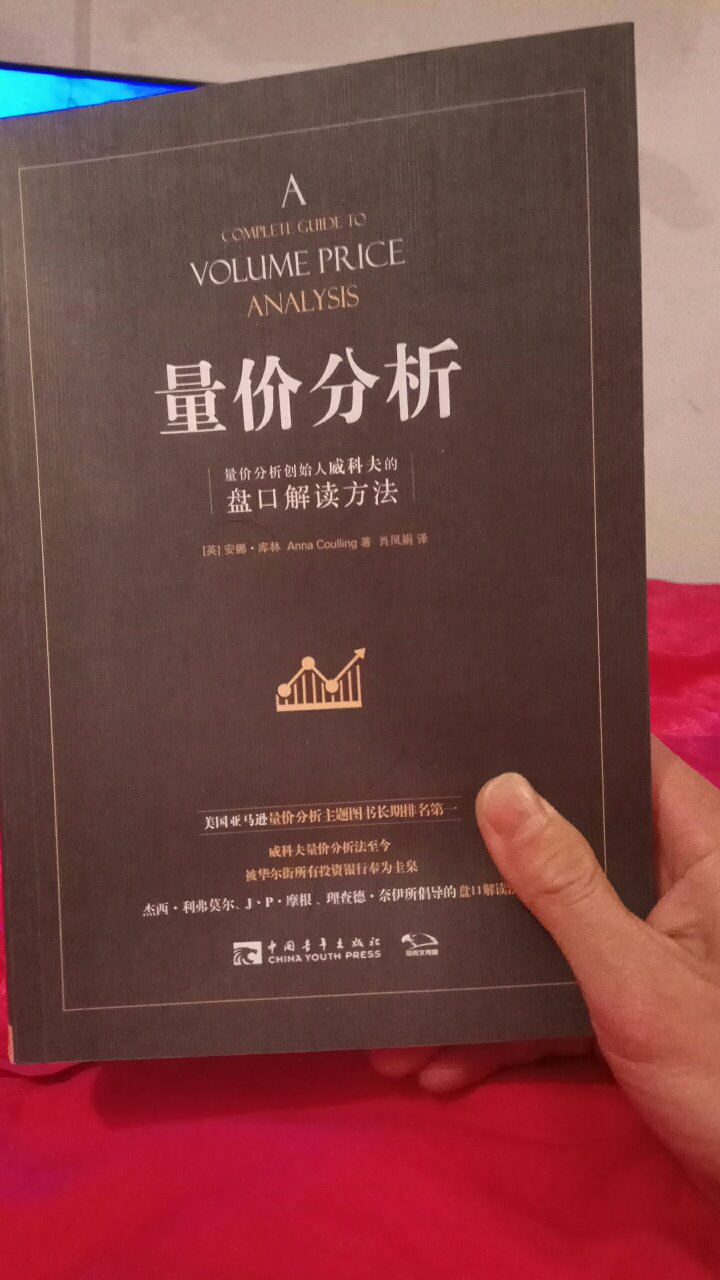 A
COMPLETE GUIDE TO
VOLUME PRICE
ANALYSIS
量价分析
量价分析创始人威科夫的
盘口解读方法
[英] 安娜·库林 Anna Coulling 著 肖凤娟 译
美国亚马逊量价分析主题图书长期排名第一
威科夫量价分析法至今
被华尔街所有投资银行奉为圭臬
杰西·利弗莫尔、J·P·摩根、理查德·奈伊所倡导的 盘口解读
中国青年出版社
CHINA YOUTH PRESS
中青文传媒